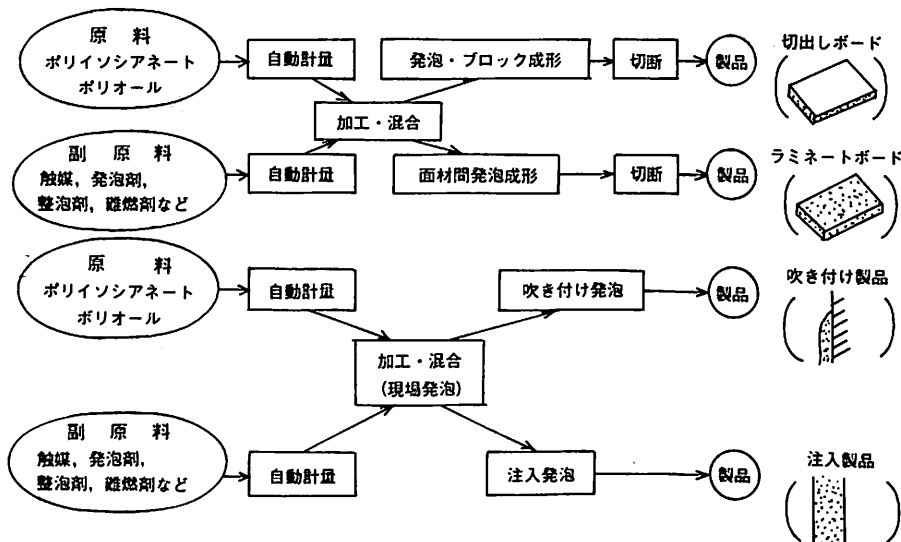 原　料
ポリイソシアネート
ポリオール
自動計量
発泡・ブロック成形
切断
製品
切出しボード
加工・混合
副　原　料
触媒，発泡剤，
整泡剤，難燃剤など
自動計量
面材間発泡成形
切断
製品
ラミネートボード
原　料
ポリイソシアネート
ポリオール
自動計量
吹き付け発泡
製品
吹き付け製品
加工・混合
(現場発泡)
副　原　料
触媒，発泡剤，
整泡剤，難燃剤など
自動計量
注入発泡
製品
注入製品